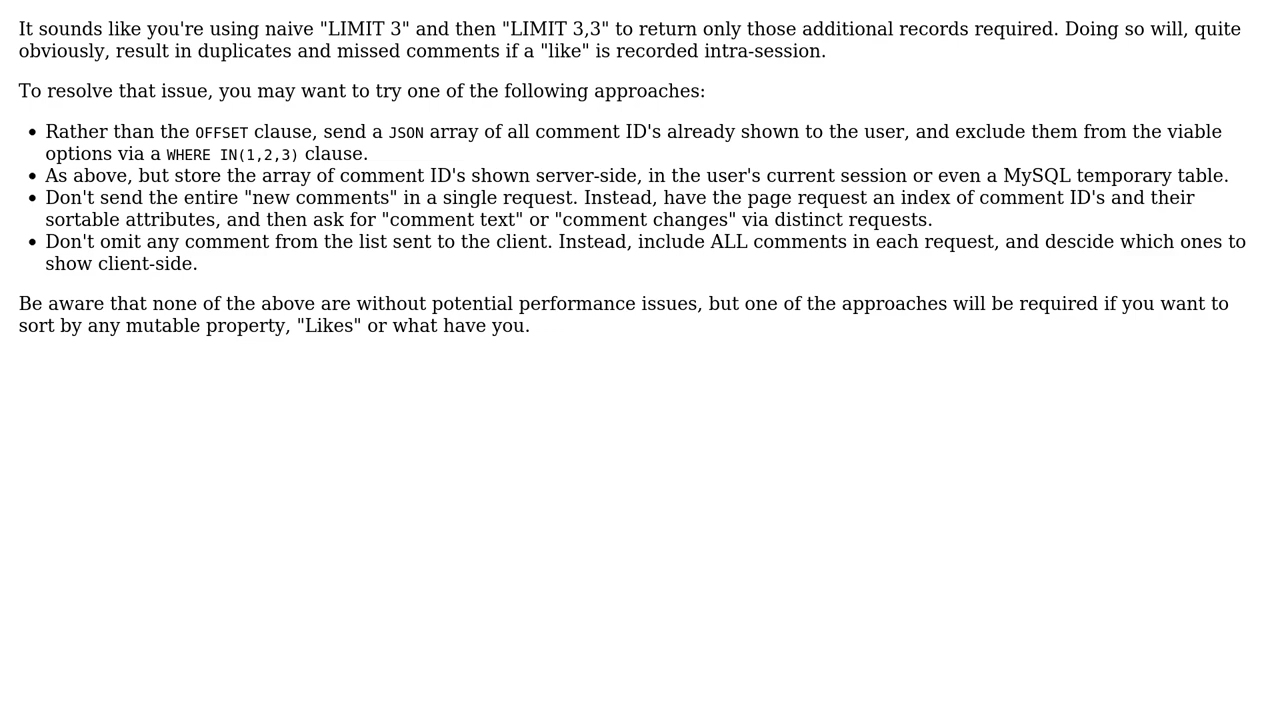 It sounds like you're using naive "LIMIT 3" and then "LIMIT 3,3" to return only those additional records required. Doing so will, quite
obviously, result in duplicates and missed comments if a "like" is recorded intra-session.
To resolve that issue, you may want to try one of the following approaches:
• Rather than the OFFSET clause, send a JSON array of all comment ID's already shown to the user, and exclude them from the viable
options via a WHERE IN(1,2,3) clause.
• As above, but store the array of comment ID's shown server-side, in the user's current session or even a MySQL temporary table.
• Don't send the entire "new comments" in a single request. Instead, have the page request an index of comment ID's and their
sortable attributes, and then ask for "comment text" or "comment changes" via distinct requests.
• Don't omit any comment from the list sent to the client. Instead, include ALL comments in each request, and descide which ones to
show client-side.
Be aware that none of the above are without potential performance issues, but one of the approaches will be required if you want to
sort by any mutable property, "Likes" or what have you.